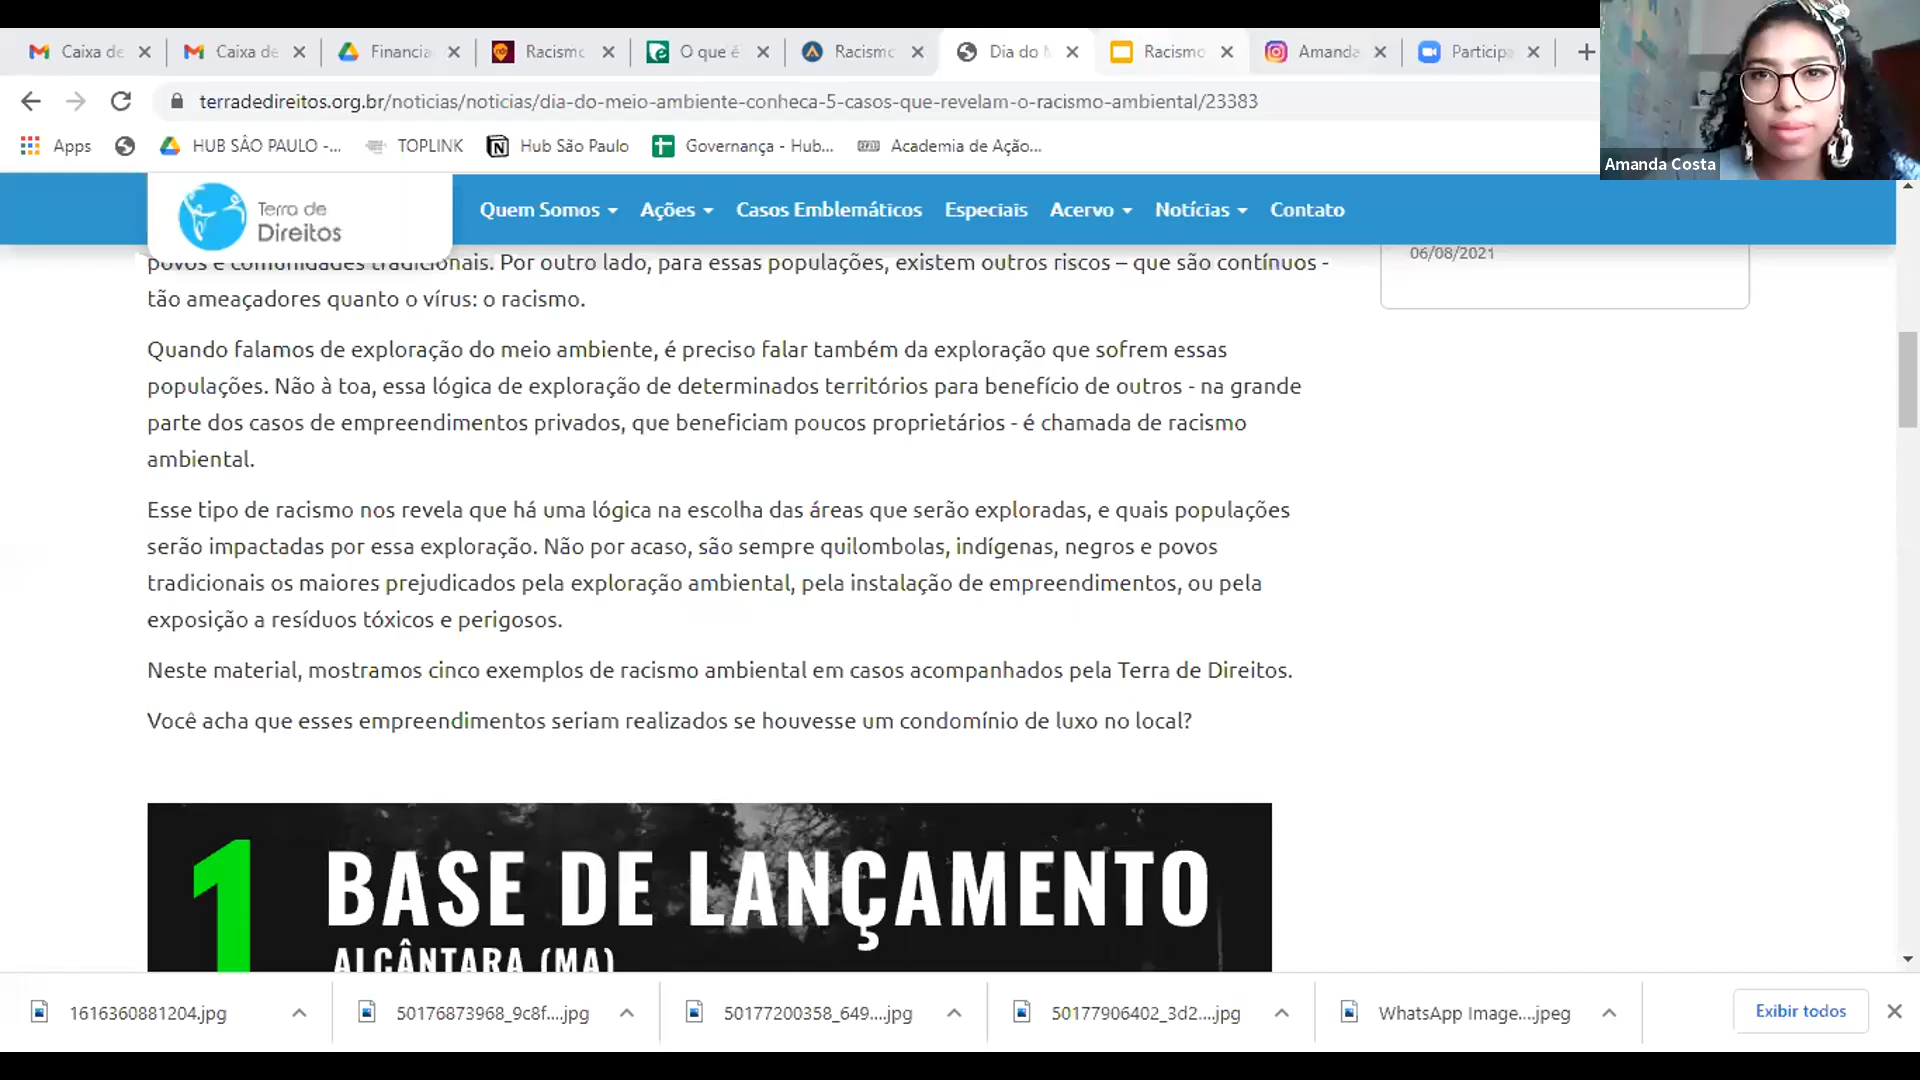 Caixa de
Caixa de
Financia
Racismo
O que é
Racismo
Dia do M
Racismo
Amanda
Participa
terradedireitos.org.br/noticias/noticias/dia-do-meio-ambiente-conheca-5-casos-que-revelam-o-racismo-ambiental/23383
Apps
HUB SÂO PAULO -...
TOPLINK
Hub São Paulo
Governança - Hub...
Academia de Ação...
Amanda Costa
Terra de
Direitos
Quem Somos
Ações
Casos Emblemáticos
Especiais
Acervo
Notícias
Contato
06/08/2021
povos e comunidades tradicionais. Por outro lado, para essas populações, existem outros riscos – que são contínuos -
tão ameaçadores quanto o vírus: o racismo.
Quando falamos de exploração do meio ambiente, é preciso falar também da exploração que sofrem essas
populações. Não à toa, essa lógica de exploração de determinados territórios para benefício de outros - na grande
parte dos casos de empreendimentos privados, que beneficiam poucos proprietários - é chamada de racismo
ambiental.
Esse tipo de racismo nos revela que há uma lógica na escolha das áreas que serão exploradas, e quais populações
serão impactadas por essa exploração. Não por acaso, são sempre quilombolas, indígenas, negros e povos
tradicionais os maiores prejudicados pela exploração ambiental, pela instalação de empreendimentos, ou pela
exposição a resíduos tóxicos e perigosos.
Neste material, mostramos cinco exemplos de racismo ambiental em casos acompanhados pela Terra de Direitos.
Você acha que esses empreendimentos seriam realizados se houvesse um condomínio de luxo no local?
1 BASE DE LANÇAMENTO
ALCÂNTARA (MA)
1616360881204.jpg
50176873968_9c8f....jpg
50177200358_649....jpg
50177906402_3d2....jpg
WhatsApp Image....jpeg
Exibir todos